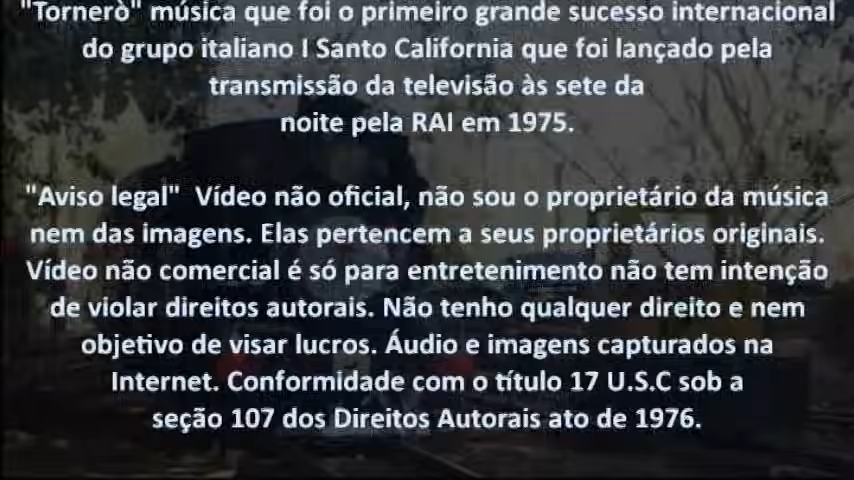 "Tornerò" música que foi o primeiro grande sucesso internacional
do grupo italiano I Santo California que foi lançado pela
transmissão da televisão às sete da
noite pela RAI em 1975.
"Aviso legal"  Vídeo não oficial, não sou o proprietário da música
nem das imagens. Elas pertencem a seus proprietários originais.
Vídeo não comercial é só para entretenimento não tem intenção
de violar direitos autorais. Não tenho qualquer direito e nem
objetivo de visar lucros. Áudio e imagens capturados na
Internet. Conformidade com o título 17 U.S.C sob a
seção 107 dos Direitos Autorais ato de 1976.